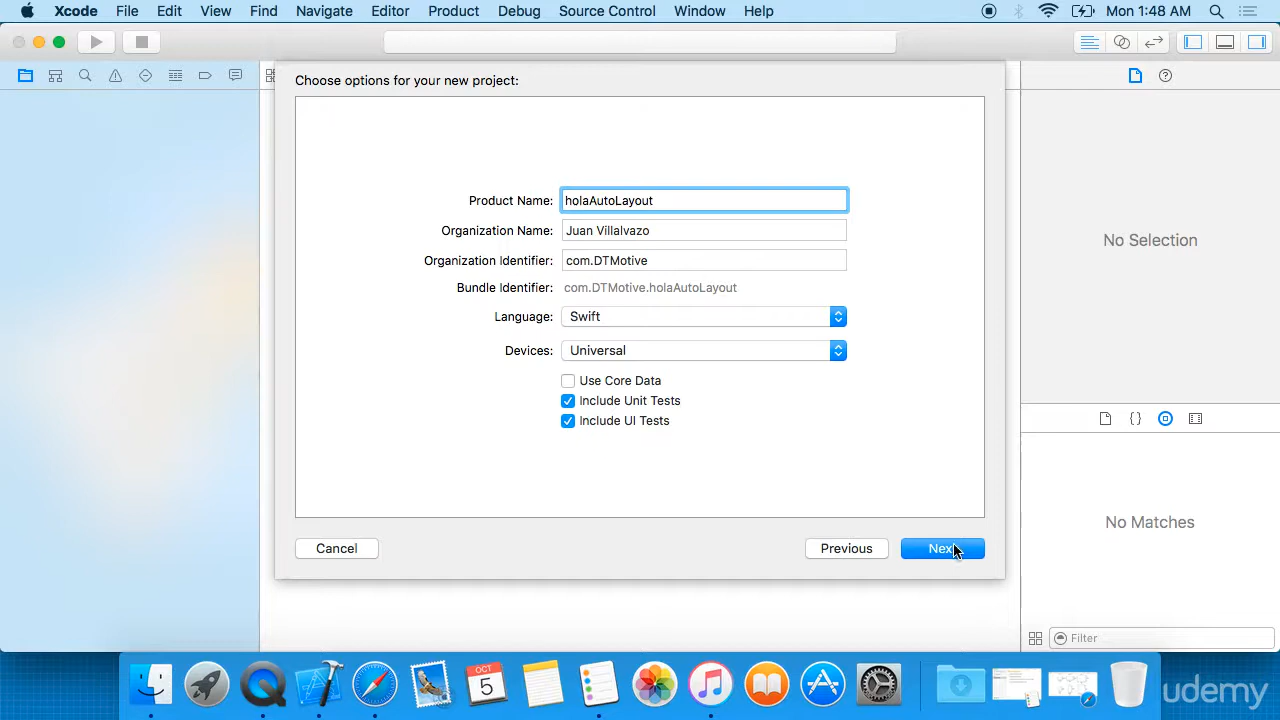 Xcode File Edit View Find Navigate Editor Product Debug Source Control Window Help Mon 1:48 AM
Choose options for your new project:
Product Name: holaAutoLayout
Organization Name: Juan Villalvazo
Organization Identifier: com.DTMotive
Bundle Identifier: com.DTMotive.holaAutoLayout
Language: Swift
Devices: Universal
Use Core Data
Include Unit Tests
Include UI Tests
Cancel Previous Next
No Selection
No Matches
Filter
OCT
5
udemy